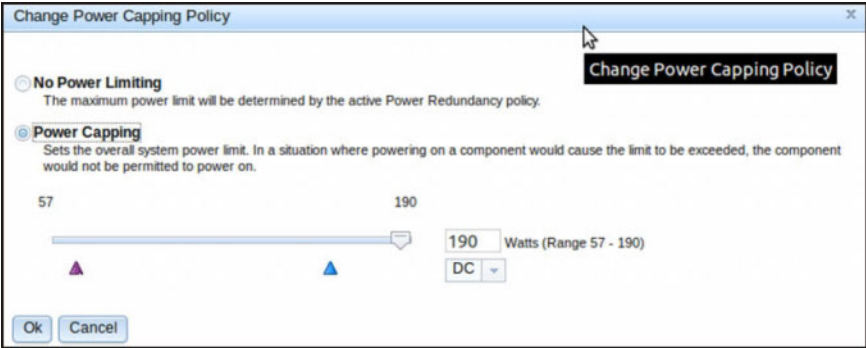 Change Power Capping Policy
Change Power Capping Policy
No Power Limiting
The maximum power limit will be determined by the active Power Redundancy policy.
Power Capping
Sets the overall system power limit. In a situation where powering on a component would cause the limit to be exceeded, the component
would not be permitted to power on.
57 190
190 Watts (Range 57 - 190)
DC
Ok Cancel